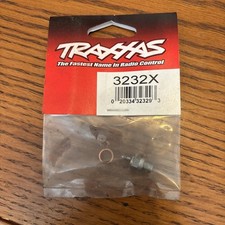 TRAXXAS
The Fastest Name in Radio Control
3232X
0 20334 32329 3